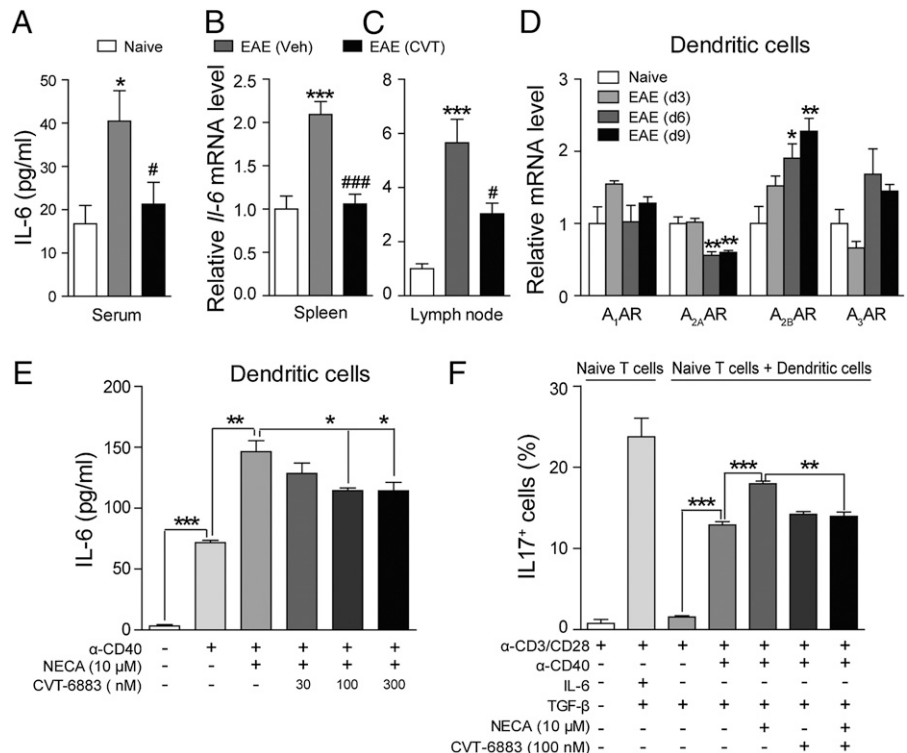 A
B
C
D
Naive
EAE (Veh)
EAE (CVT)
IL-6 (pg/ml)
50
40
30
20
10
0
*
#
Serum
Relative Il-6 mRNA level
2.5
2.0
1.5
1.0
0.5
0.0
***
###
Spleen
8
6
4
2
0
***
#
Lymph node
Dendritic cells
Relative mRNA level
3
2
1
0
Naive
EAE (d3)
EAE (d6)
EAE (d9)
** **
* **
A₁AR A₂AAR A₂BAR A₃AR
E
Dendritic cells
IL-6 (pg/ml)
200
150
100
50
0
*** ** * *
α-CD40 - + + + + +
NECA (10 µM) - - + + + +
CVT-6883 ( nM) - - - 30 100 300
F
Naive T cells Naive T cells + Dendritic cells
IL17⁺ cells (%)
30
20
10
0
*** *** **
α-CD3/CD28 + + + + + + +
α-CD40 - - - + + + +
IL-6 - + - - - - -
TGF-β - + + + + + +
NECA (10 µM) - - - - + - +
CVT-6883 (100 nM) - - - - - + +